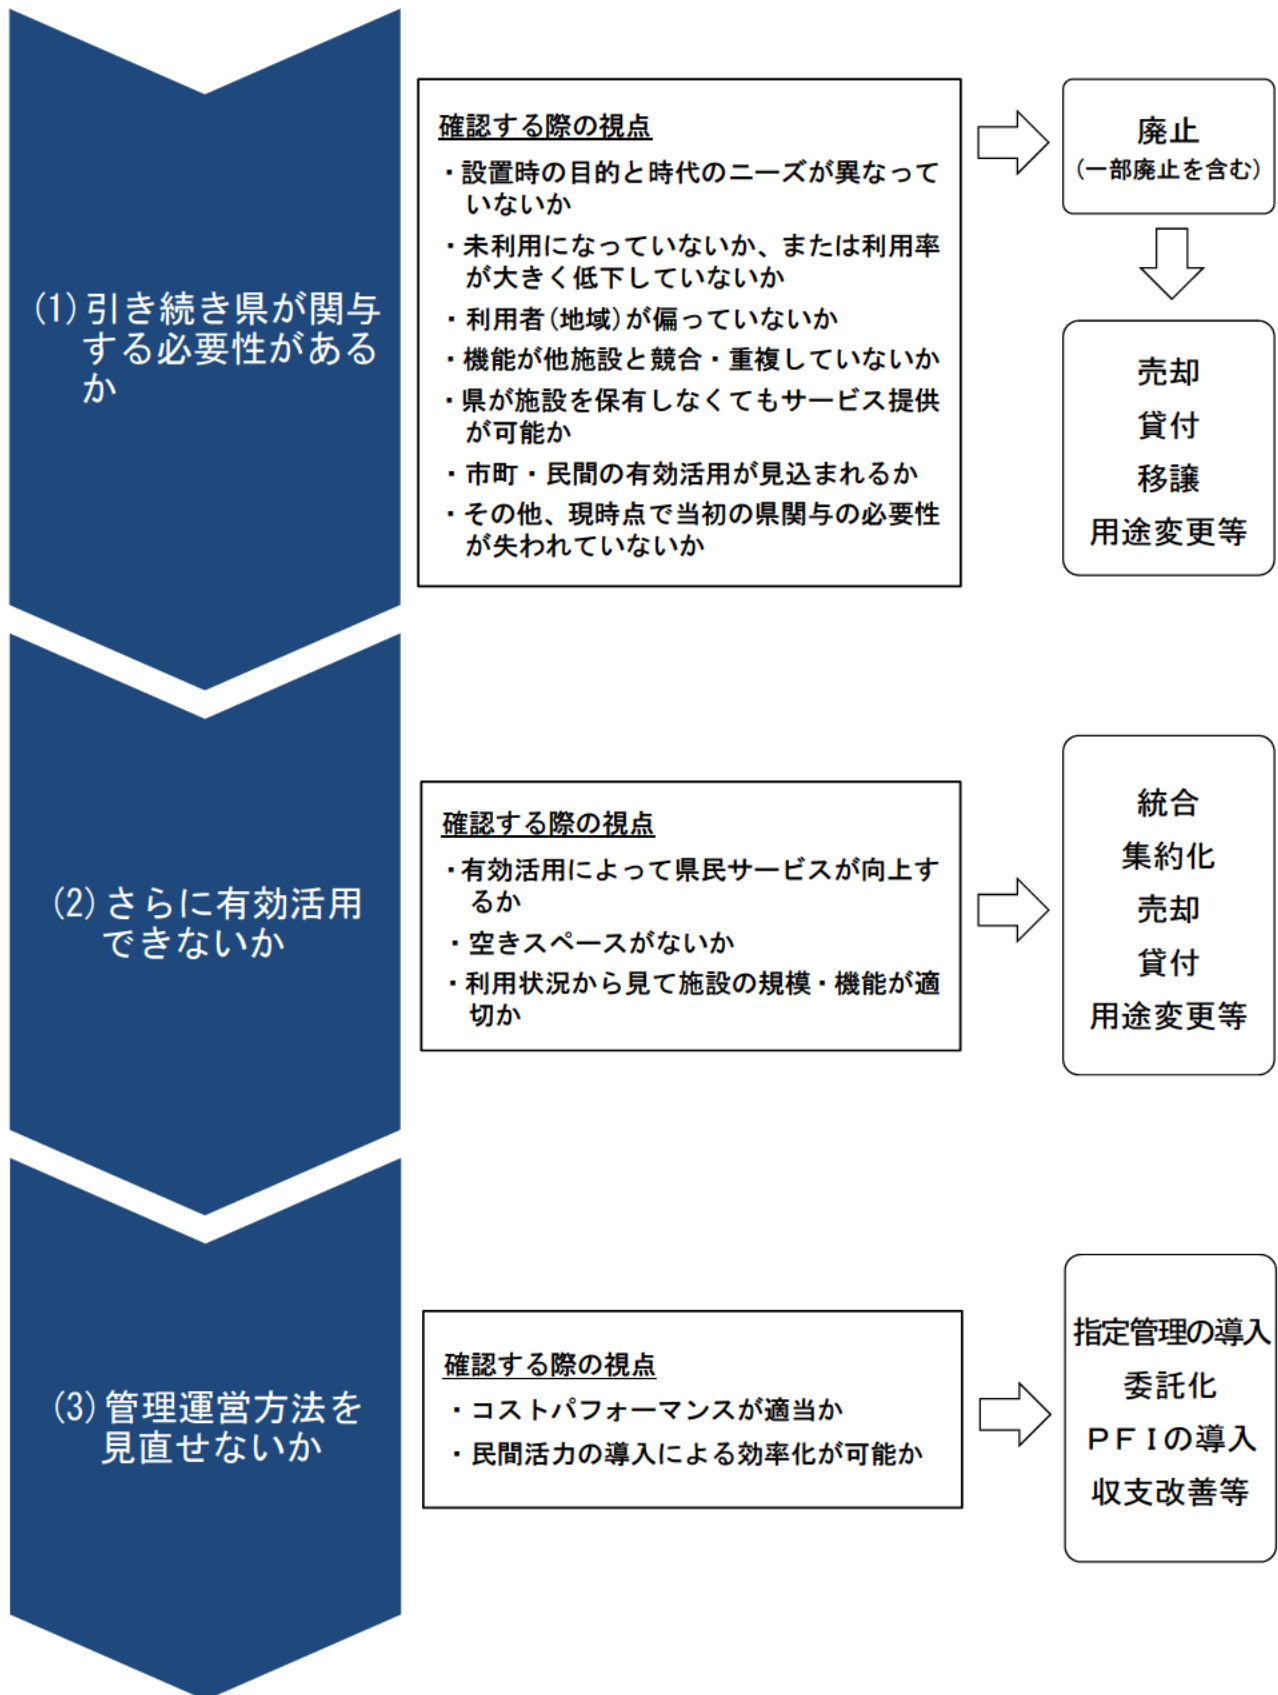 (1)引き続き県が関与
する必要性がある
か
確認する際の視点
・設置時の目的と時代のニーズが異なって
いないか
・未利用になっていないか、または利用率
が大きく低下していないか
・利用者(地域)が偏っていないか
・機能が他施設と競合・重複していないか
・県が施設を保有しなくてもサービス提供
が可能か
・市町・民間の有効活用が見込まれるか
・その他、現時点で当初の県関与の必要性
が失われていないか
廃止
(一部廃止を含む)
売却
貸付
移譲
用途変更等
(2)さらに有効活用
できないか
確認する際の視点
・有効活用によって県民サービスが向上す
るか
・空きスペースがないか
・利用状況から見て施設の規模・機能が適
切か
統合
集約化
売却
貸付
用途変更等
(3)管理運営方法を
見直せないか
確認する際の視点
・コストパフォーマンスが適当か
・民間活力の導入による効率化が可能か
指定管理の導入
委託化
ＰＦＩの導入
収支改善等